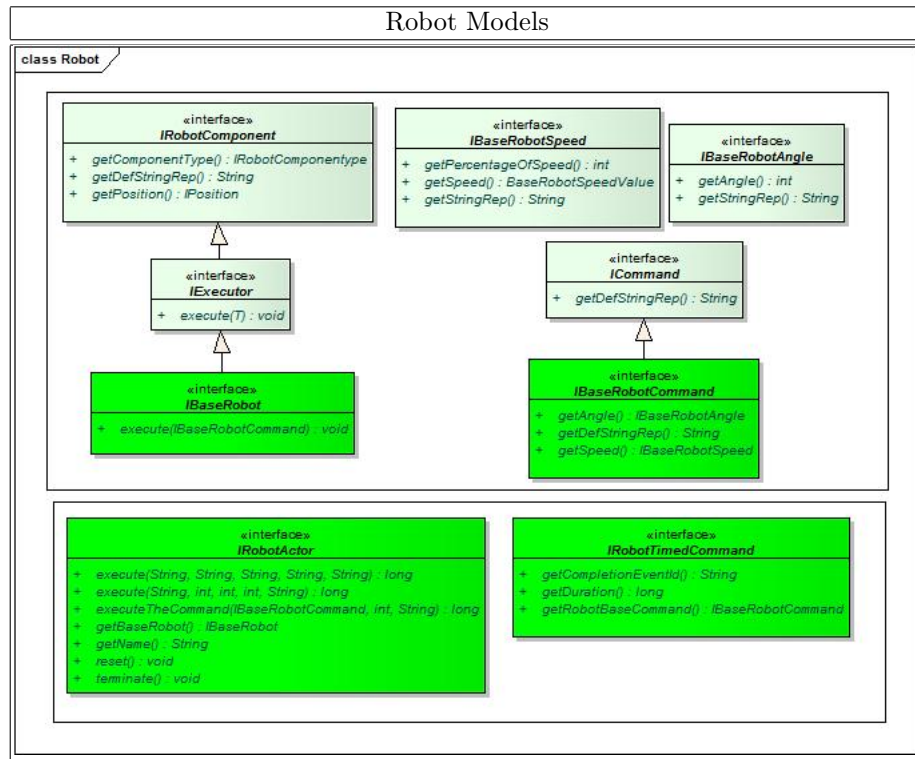 Robot Models
class Robot
«interface»
IRobotComponent
+ getComponentType() : IRobotComponentype
+ getDefStringRep() : String
+ getPosition() : IPosition
«interface»
IBaseRobotSpeed
+ getPercentageOfSpeed() : int
+ getSpeed() : BaseRobotSpeedValue
+ getStringRep() : String
«interface»
IBaseRobotAngle
+ getAngle() : int
+ getStringRep() : String
«interface»
IExecutor
+ execute(T) : void
«interface»
ICommand
+ getDefStringRep() : String
«interface»
IBaseRobot
+ execute(IBaseRobotCommand) : void
«interface»
IBaseRobotCommand
+ getAngle() : IBaseRobotAngle
+ getDefStringRep() : String
+ getSpeed() : IBaseRobotSpeed
«interface»
IRobotActor
+ execute(String, String, String, String, String) : long
+ execute(String, int, int, int, String) : long
+ executeTheCommand(IBaseRobotCommand, int, String) : long
+ getBaseRobot() : IBaseRobot
+ getName() : String
+ reset() : void
+ terminate() : void
«interface»
IRobotTimedCommand
+ getCompletionEventId() : String
+ getDuration() : long
+ getRobotBaseCommand() : IBaseRobotCommand